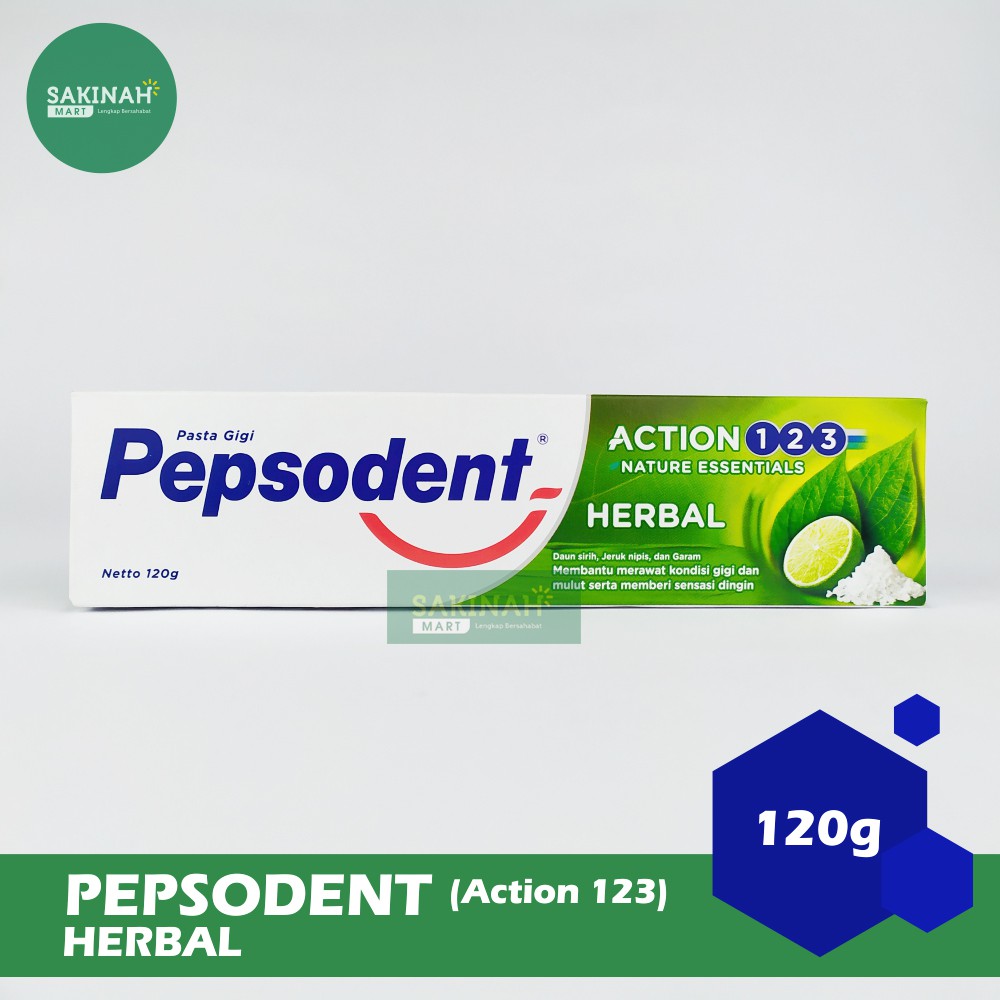 SAKINAH
MART Lengkap Bersahabat
Pasta Gigi
Pepsodent ®
Netto 120g
ACTION 1 2 3
NATURE ESSENTIALS
HERBAL
Daun sirih, Jeruk nipis, dan Garam
Membantu merawat kondisi gigi dan
mulut serta memberi sensasi dingin
SAKINAH
MART Lengkap Bersahabat
120g
PEPSODENT (Action 123)
HERBAL